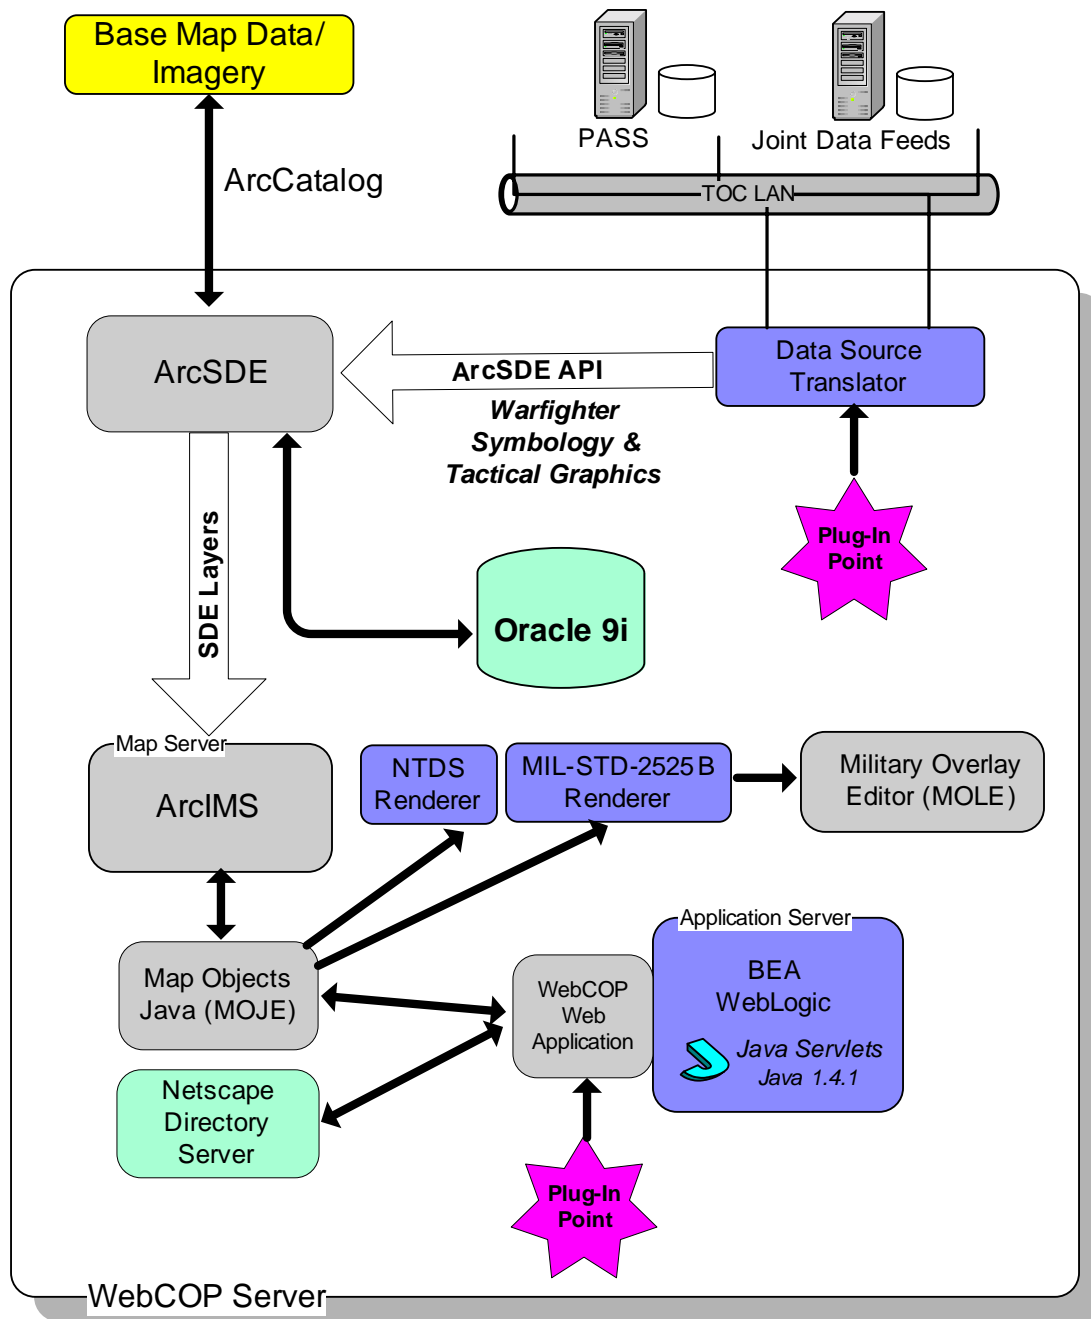 Base Map Data/
Imagery
PASS
Joint Data Feeds
ArcCatalog
TOC LAN
ArcSDE
ArcSDE API
Data Source
Translator
Warfighter
Symbology &
Tactical Graphics
SDE Layers
Plug-In
Point
Oracle 9i
Map Server
ArcIMS
NTDS
Renderer
MIL-STD-2525B
Renderer
Military Overlay
Editor (MOLE)
Application Server
Map Objects
Java (MOJE)
WebCOP
Web
Application
BEA
WebLogic
Java Servlets
Java 1.4.1
Netscape
Directory
Server
Plug-In
Point
WebCOP Server